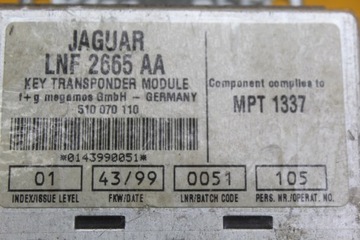 JAGUAR
LNF 2665 AA
KEY TRANSPONDER MODULE
f+g megamos GmbH - GERMANY
510 070 110
*0143990051*
Component complies to
MPT 1337
01
43/99
0051
105
INDEX/ISSUE LEVEL
FKW/DATE
LNR/BATCH CODE
PERS. NR./OPERAT. NO.